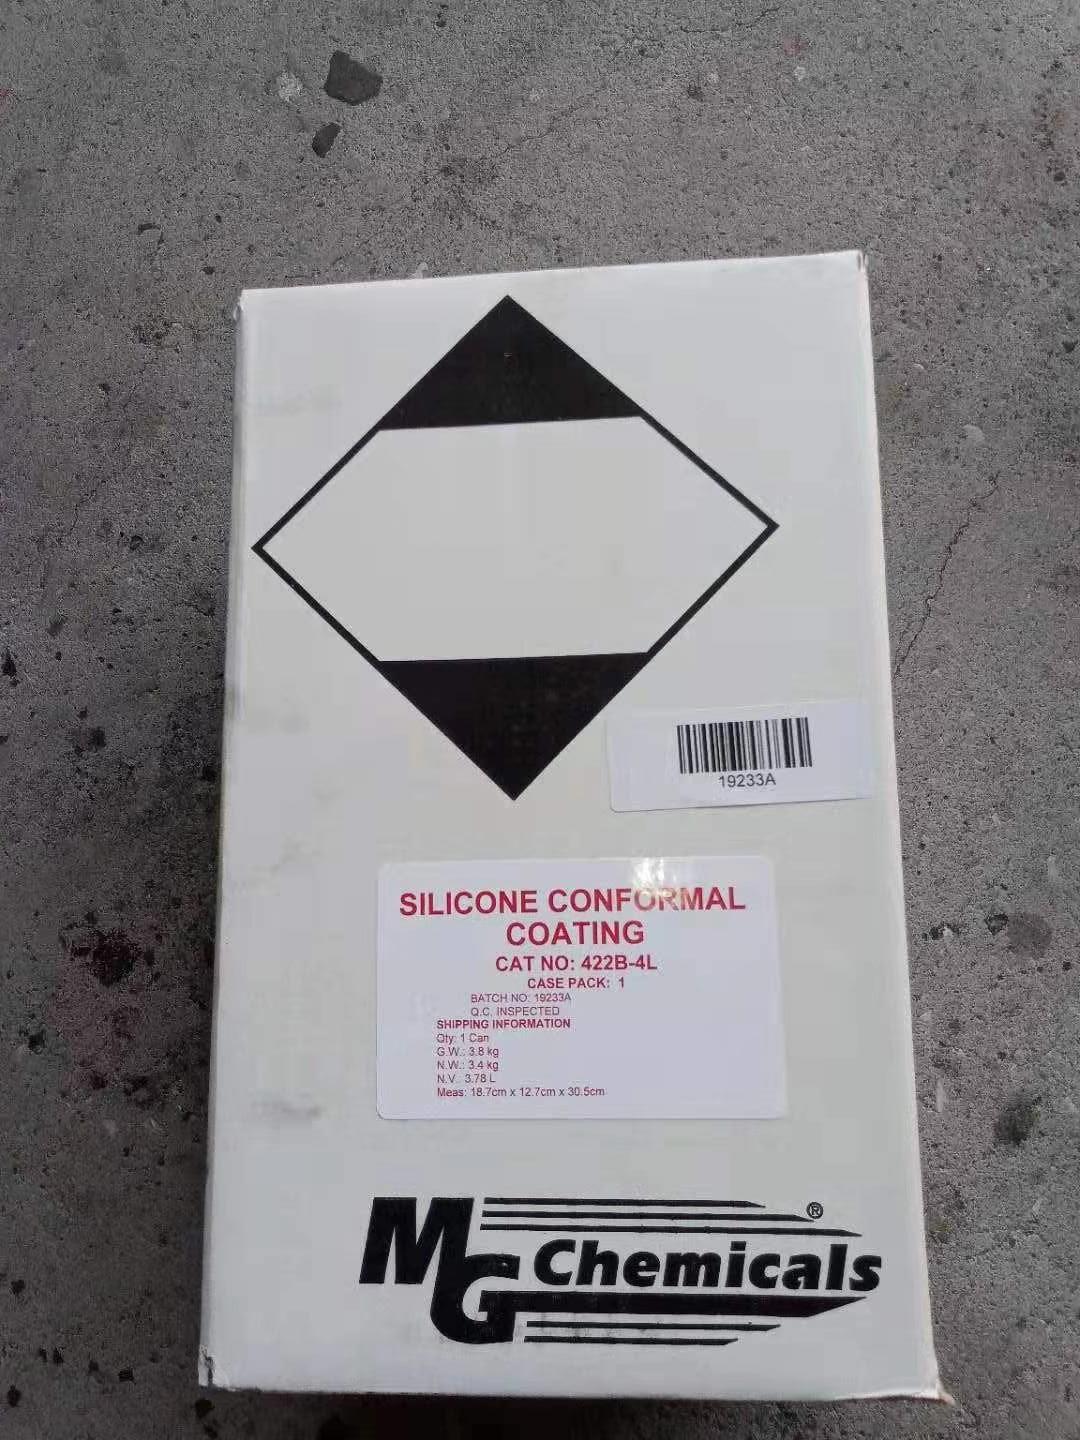 19233A
SILICONE CONFORMAL
COATING
CAT NO: 422B-4L
CASE PACK: 1
BATCH NO: 19233A
Q.C. INSPECTED
SHIPPING INFORMATION
Qty: 1 Can
G.W.: 3.8 kg
N.W.: 3.4 kg
N.V.: 3.78 L
Meas: 18.7cm x 12.7cm x 30.5cm
MG Chemicals®